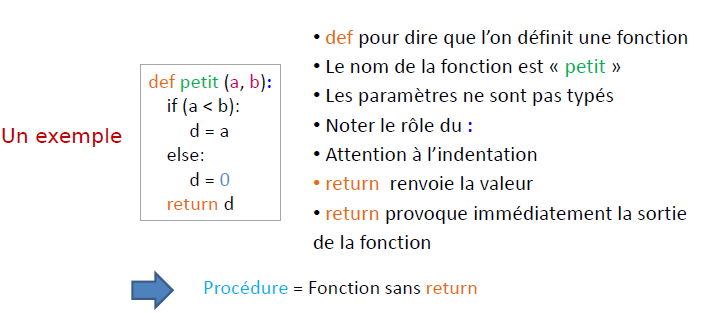 Un exemple
def petit (a, b):
if (a < b):
d = a
else:
d = 0
return d
• def pour dire que l’on définit une fonction
• Le nom de la fonction est « petit »
• Les paramètres ne sont pas typés
• Noter le rôle du :
• Attention à l’indentation
• return renvoie la valeur
• return provoque immédiatement la sortie
de la fonction
Procédure = Fonction sans return